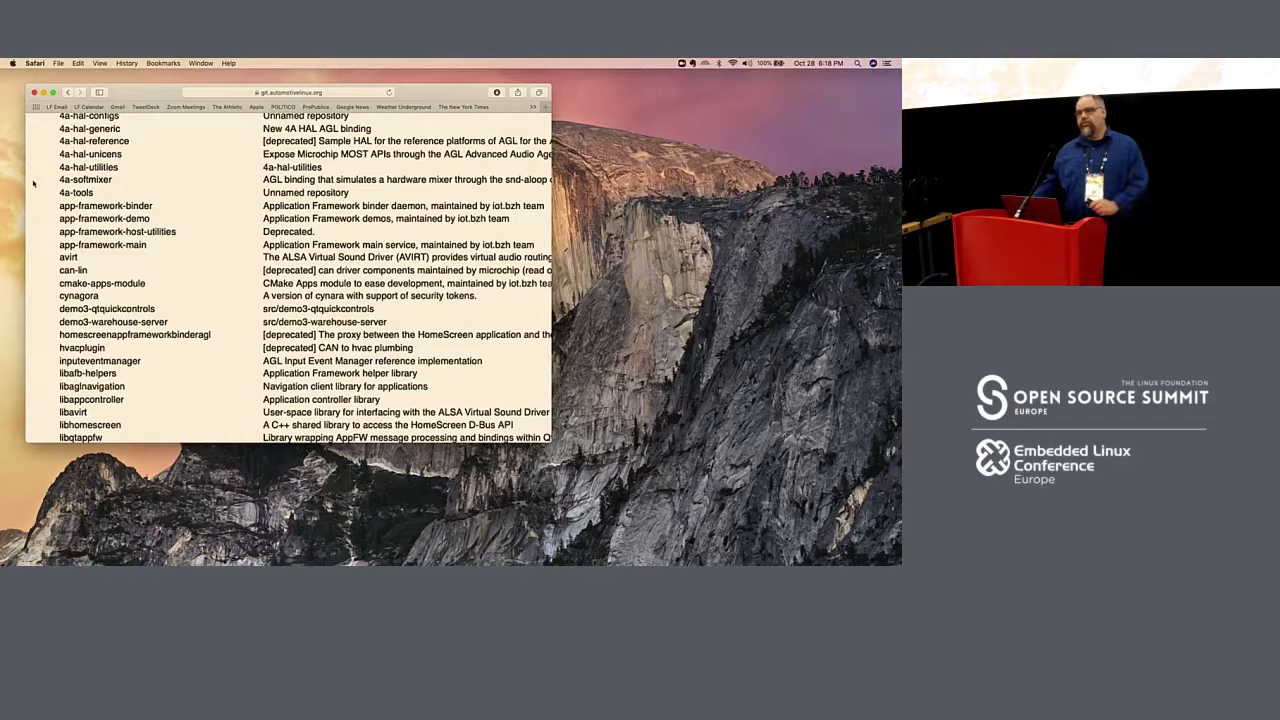 Safari File Edit View History Bookmarks Window Help
100% Oct 28 6:18 PM
git.automotivelinux.org
LF Email LF Calendar Gmail TweetDeck Zoom Meetings The Athletic Apple POLITICO ProPublica Google News Weather Underground The New York Times
4a-hal-configs Unnamed repository
4a-hal-generic New 4A HAL AGL binding
4a-hal-reference [deprecated] Sample HAL for the reference platforms of AGL for the A
4a-hal-unicens Expose Microchip MOST APIs through the AGL Advanced Audio Age
4a-hal-utilities 4a-hal-utilities
4a-softmixer AGL binding that simulates a hardware mixer through the snd-aloop
4a-tools Unnamed repository
app-framework-binder Application Framework binder daemon, maintained by iot.bzh team
app-framework-demo Application Framework demos, maintained by iot.bzh team
app-framework-host-utilities Deprecated.
app-framework-main Application Framework main service, maintained by iot.bzh team
avirt The ALSA Virtual Sound Driver (AVIRT) provides virtual audio routing
can-lin [deprecated] can driver components maintained by microchip (read o
cmake-apps-module CMake Apps module to ease development, maintained by iot.bzh tea
cynagora A version of cynara with support of security tokens.
demo3-qtquickcontrols src/demo3-qtquickcontrols
demo3-warehouse-server src/demo3-warehouse-server
homescreenappframeworkbinderagl [deprecated] The proxy between the HomeScreen application and the
hvacplugin [deprecated] CAN to hvac plumbing
inputeventmanager AGL Input Event Manager reference implementation
libafb-helpers Application Framework helper library
libaglnavigation Navigation client library for applications
libappcontroller Application controller library
libavirt User-space library for interfacing with the ALSA Virtual Sound Driver
libhomescreen A C++ shared library to access the HomeScreen D-Bus API
libqtappfw Library wrapping AppFW message processing and bindings within Q
THE LINUX FOUNDATION
OPEN SOURCE SUMMIT
EUROPE
Embedded Linux
Conference
Europe